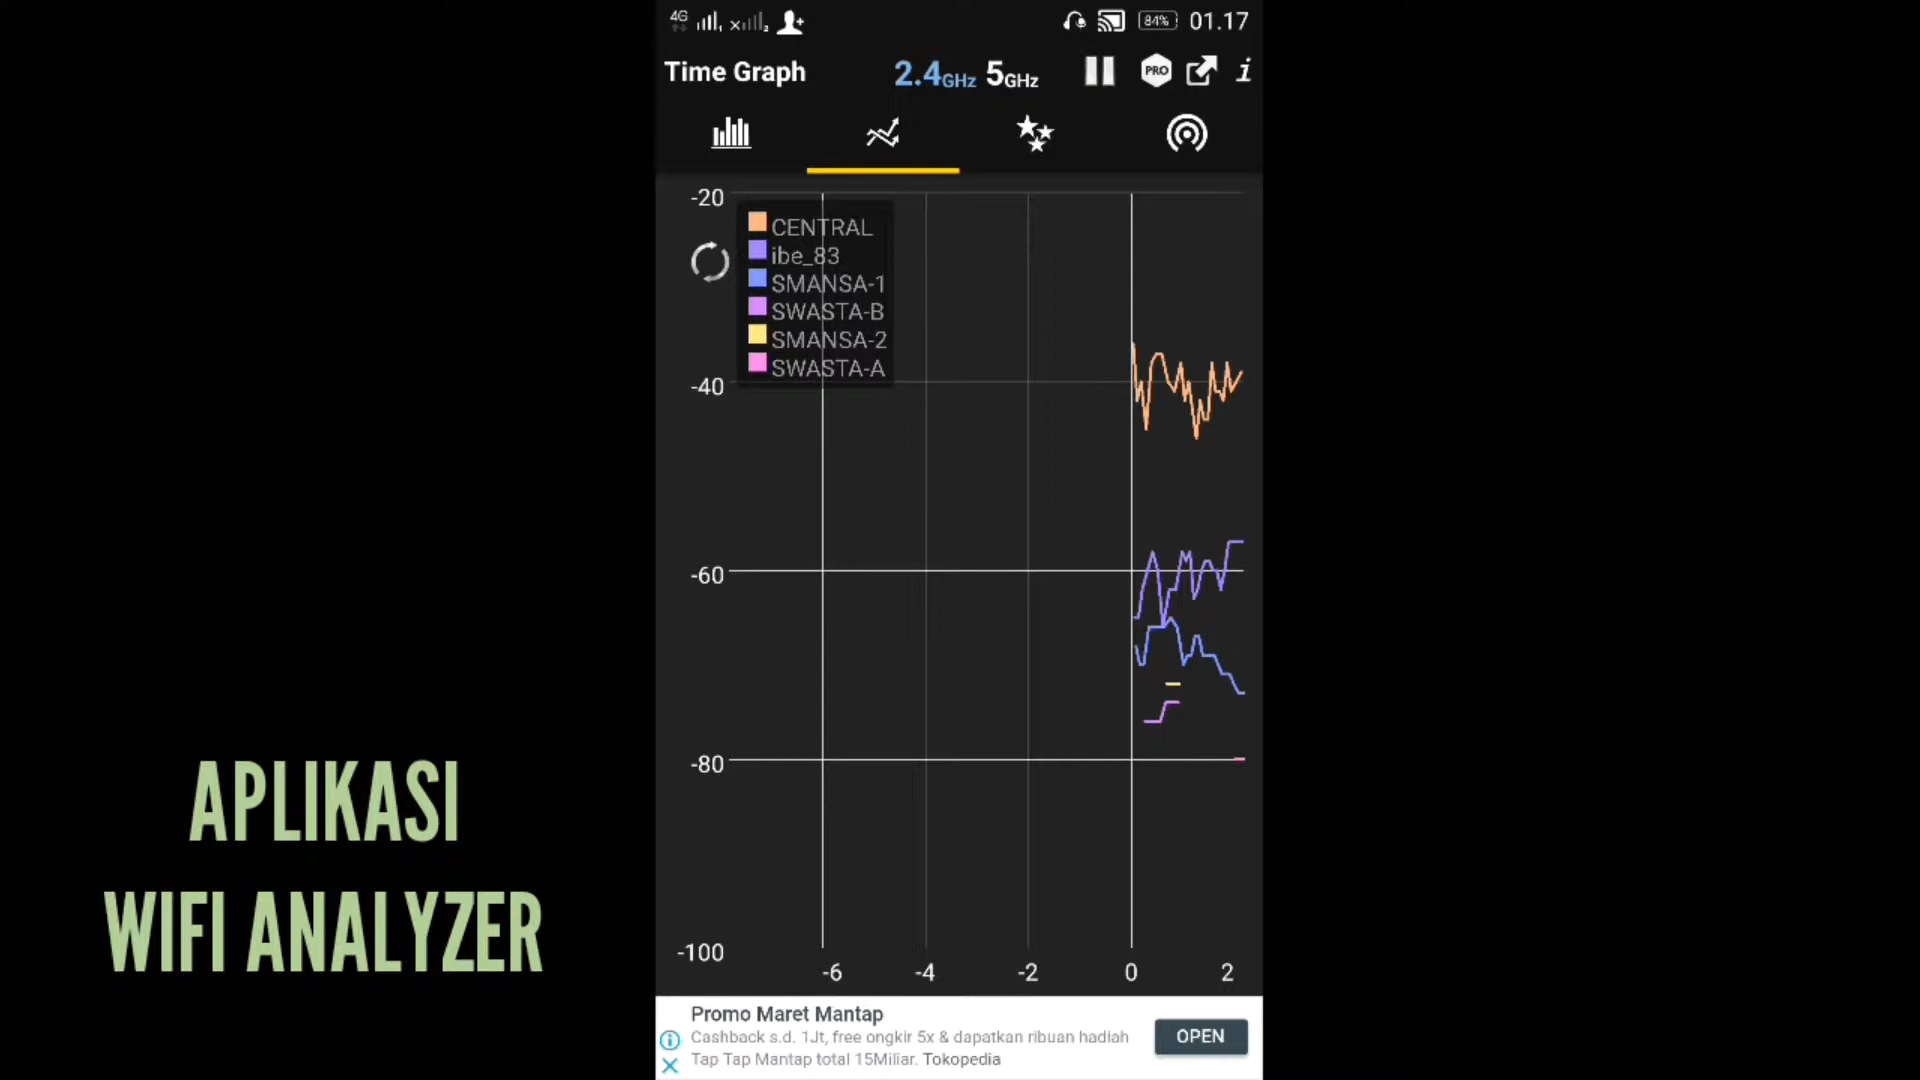 4G 84% 01.17
Time Graph 2.4GHz 5GHz PRO i
-20
CENTRAL
ibe_83
SMANSA-1
SWASTA-B
SMANSA-2
SWASTA-A
-40
-60
-80
-100
-6 -4 -2 0 2
APLIKASI
WIFI ANALYZER
Promo Maret Mantap
Cashback s.d. 1Jt, free ongkir 5x & dapatkan ribuan hadiah
Tap Tap Mantap total 15Miliar. Tokopedia
OPEN